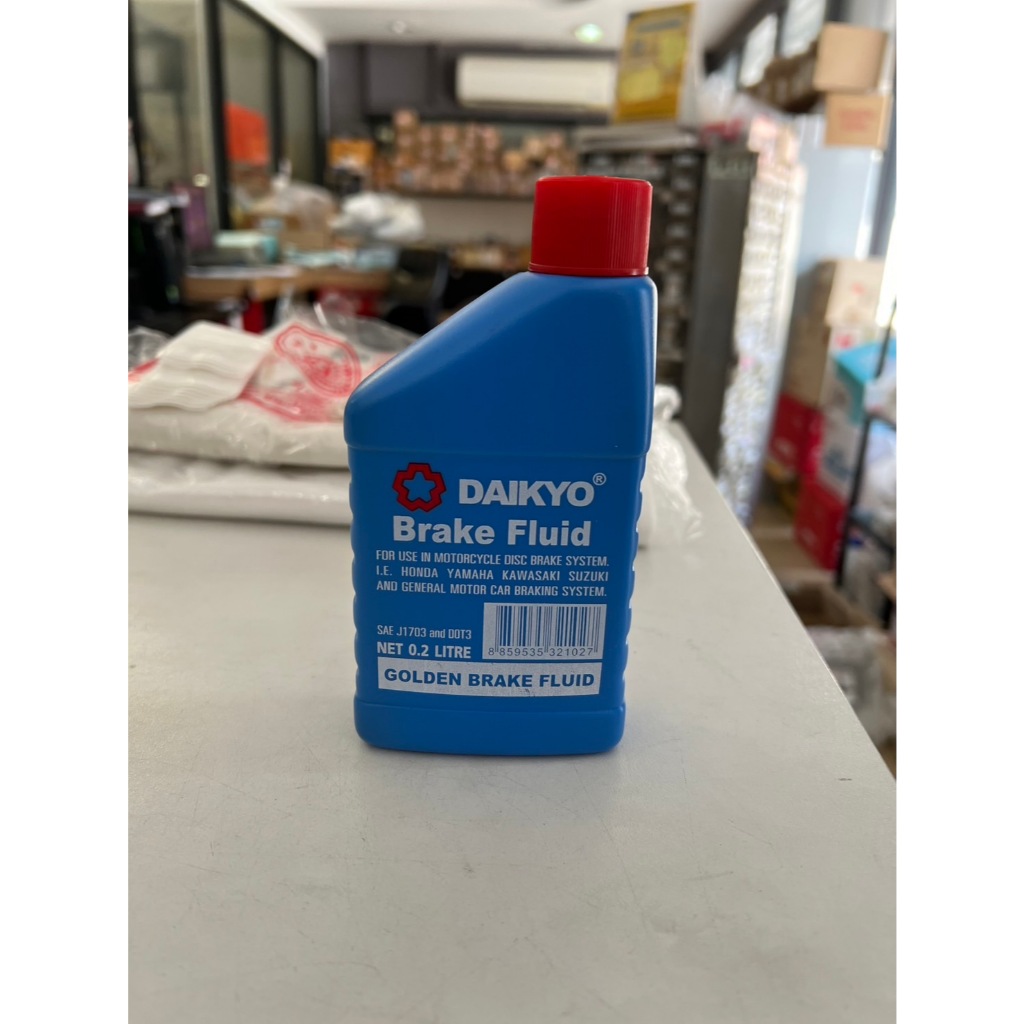 DAIKYO®
Brake Fluid
FOR USE IN MOTORCYCLE DISC BRAKE SYSTEM.
I.E. HONDA YAMAHA KAWASAKI SUZUKI
AND GENERAL MOTOR CAR BRAKING SYSTEM.
SAE J1703 and DOT3
NET 0.2 LITRE
8 859535 321027
GOLDEN BRAKE FLUID